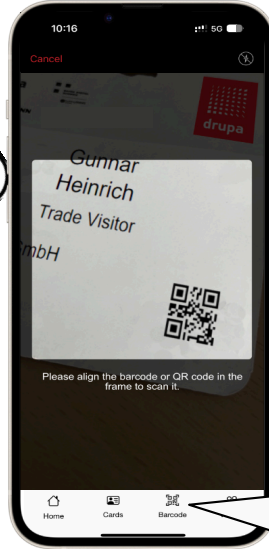 10:16
5G
Cancel
drupa
Gunnar
Heinrich
Trade Visitor
mbH
Please align the barcode or QR code in the
frame to scan it.
Home
Cards
Barcode